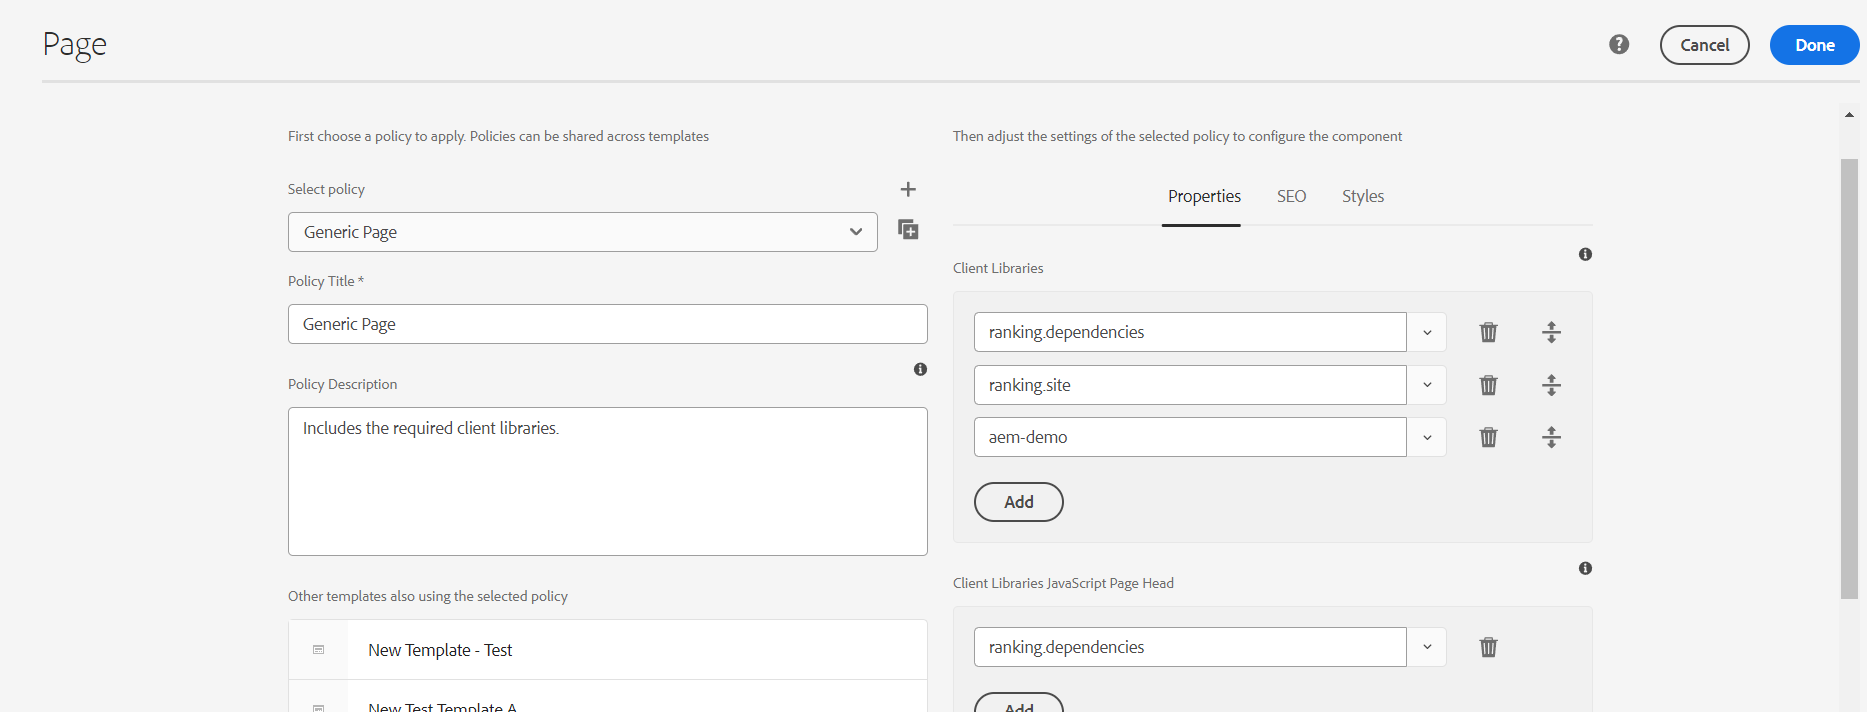 Page
Cancel
Done
First choose a policy to apply. Policies can be shared across templates
Select policy
Generic Page
Policy Title *
Generic Page
Policy Description
Includes the required client libraries.
Other templates also using the selected policy
New Template - Test
New Test Template A
Then adjust the settings of the selected policy to configure the component
Properties SEO Styles
Client Libraries
ranking.dependencies
ranking.site
aem-demo
Add
Client Libraries JavaScript Page Head
ranking.dependencies
Add